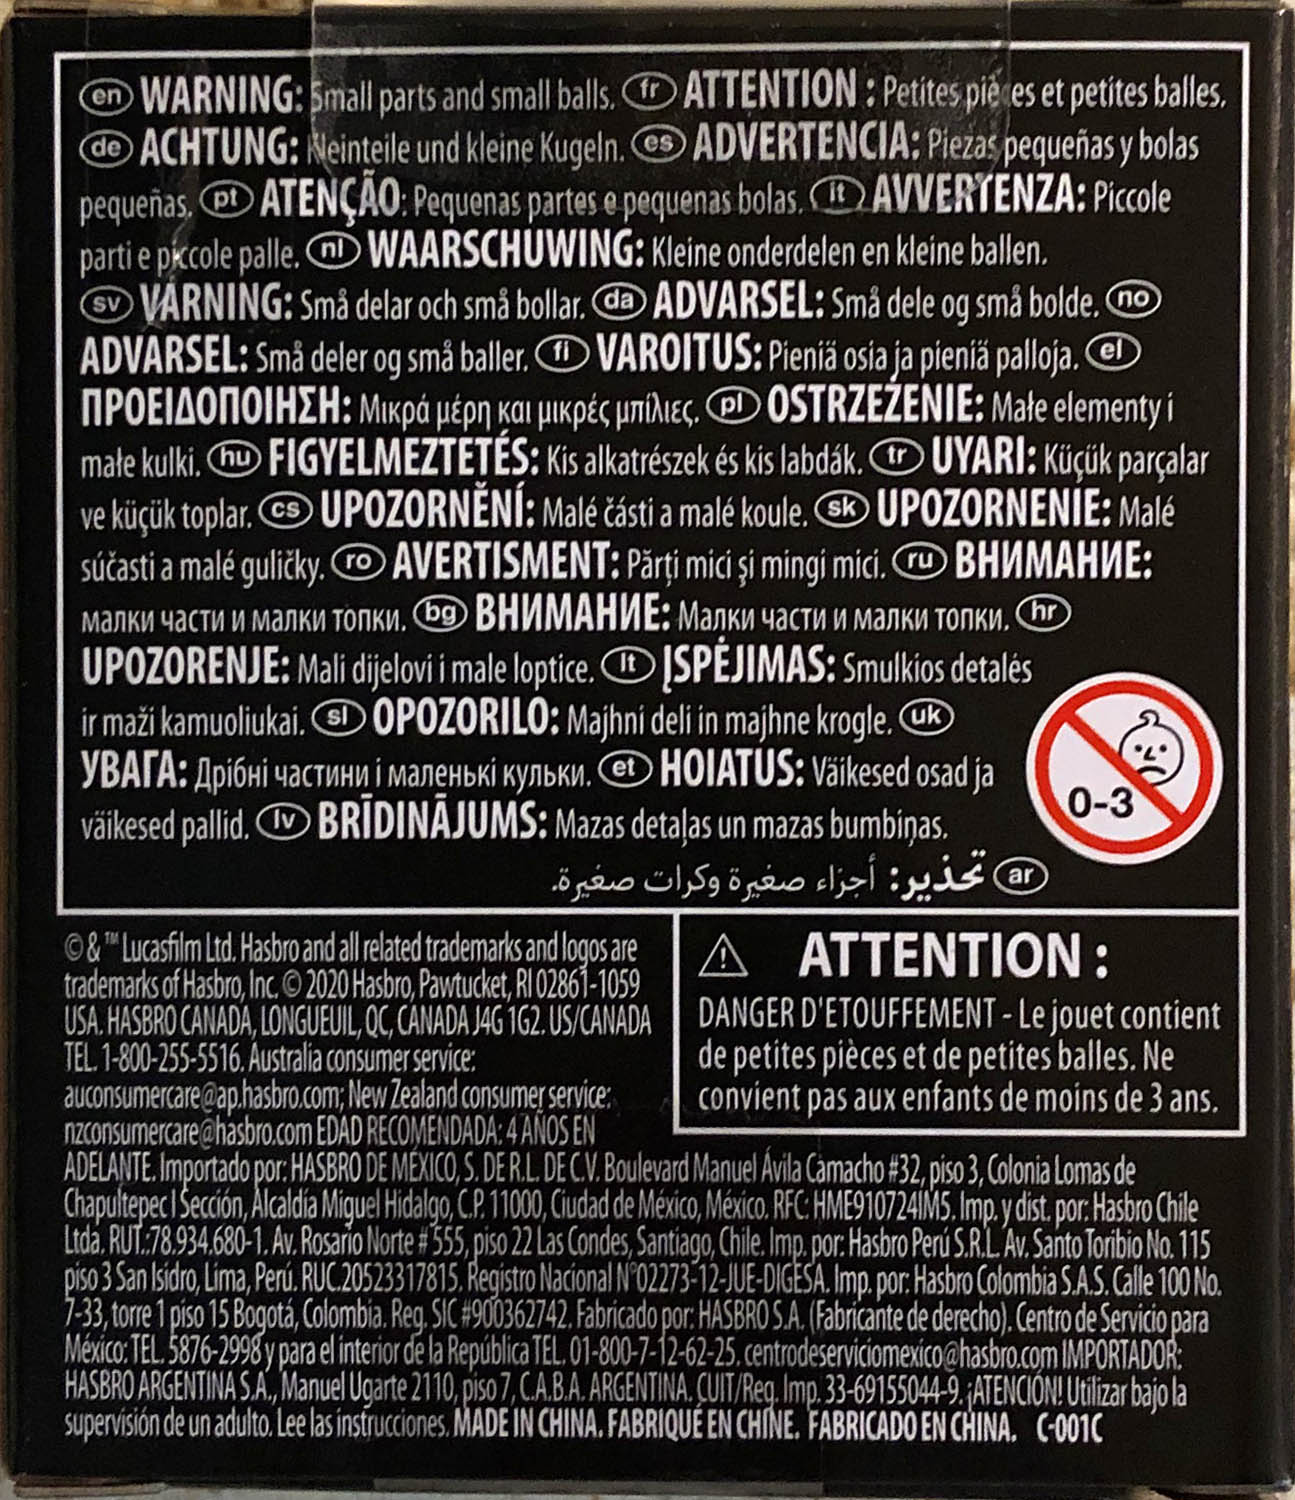 en WARNING: Small parts and small balls. fr ATTENTION : Petites pièces et petites balles.
de ACHTUNG: Kleinteile und kleine Kugeln. es ADVERTENCIA: Piezas pequeñas y bolas
pequeñas. pt ATENÇÃO: Pequenas partes e pequenas bolas. it AVVERTENZA: Piccole
parti e piccole palle. nl WAARSCHUWING: Kleine onderdelen en kleine ballen.
sv VARNING: Små delar och små bollar. da ADVARSEL: Små dele og små bolde. no
ADVARSEL: Små deler og små baller. fi VAROITUS: Pieniä osia ja pieniä palloja. el
ΠΡΟΕΙΔΟΠΟΙΗΣΗ: Μικρά μέρη και μικρές μπίλιες. pl OSTRZEŻENIE: Małe elementy i
małe kulki. hu FIGYELMEZTETÉS: Kis alkatrészek és kis labdák. tr UYARI: Küçük parçalar
ve küçük toplar. cs UPOZORNĚNÍ: Malé části a malé koule. sk UPOZORNENIE: Malé
súčasti a malé guličky. ro AVERTISMENT: Părți mici și mingi mici. ru ВНИМАНИЕ:
малки части и малки топки. bg ВНИМАНИЕ: Малки части и малки топки. hr
UPOZORENJE: Mali dijelovi i male loptice. lt ĮSPĖJIMAS: Smulkios detalės
ir maži kamuoliukai. sl OPOZORILO: Majhni deli in majhne krogle. uk
УВАГА: Дрібні частини і маленькі кульки. et HOIATUS: Väikesed osad ja
väikesed pallid. lv BRĪDINĀJUMS: Mazas detaļas un mazas bumbiņas.
ar تحذير: أجزاء صغيرة وكرات صغيرة.
0-3
© & ™ Lucasfilm Ltd. Hasbro and all related trademarks and logos are
trademarks of Hasbro, Inc. © 2020 Hasbro, Pawtucket, RI 02861-1059
USA. HASBRO CANADA, LONGUEUIL, QC, CANADA J4G 1G2. US/CANADA
TEL. 1-800-255-5516. Australia consumer service:
auconsumercare@ap.hasbro.com; New Zealand consumer service:
nzconsumercare@hasbro.com EDAD RECOMENDADA: 4 AÑOS EN
ADELANTE. Importado por: HASBRO DE MÉXICO, S. DE R.L. DE C.V. Boulevard Manuel Ávila Camacho #32, piso 3, Colonia Lomas de
Chapultepec I Sección, Alcaldía Miguel Hidalgo, C.P. 11000, Ciudad de México, México. RFC: HME910724IM5. Imp. y dist. por: Hasbro Chile
Ltda. RUT.:78.934.680-1. Av. Rosario Norte # 555, piso 22 Las Condes, Santiago, Chile. Imp. por: Hasbro Perú S.R.L. Av. Santo Toribio No. 115
piso 3 San Isidro, Lima, Perú. RUC.20523317815. Registro Nacional N°02273-12-JUE-DIGESA. Imp. por: Hasbro Colombia S.A.S. Calle 100 No.
7-33, torre 1 piso 15 Bogotá, Colombia. Reg. SIC #900362742. Fabricado por: HASBRO S.A. (Fabricante de derecho). Centro de Servicio para
México: TEL. 5876-2998 y para el interior de la República TEL. 01-800-7-12-62-25. centrodeserviciomexico@hasbro.com IMPORTADOR:
HASBRO ARGENTINA S.A., Manuel Ugarte 2110, piso 7, C.A.B.A. ARGENTINA. CUIT/Reg. Imp. 33-69155044-9. ¡ATENCIÓN! Utilizar bajo la
supervisión de un adulto. Lee las instrucciones. MADE IN CHINA. FABRIQUÉ EN CHINE. FABRICADO EN CHINA. C-001C
⚠ ATTENTION :
DANGER D'ETOUFFEMENT - Le jouet contient
de petites pièces et de petites balles. Ne
convient pas aux enfants de moins de 3 ans.